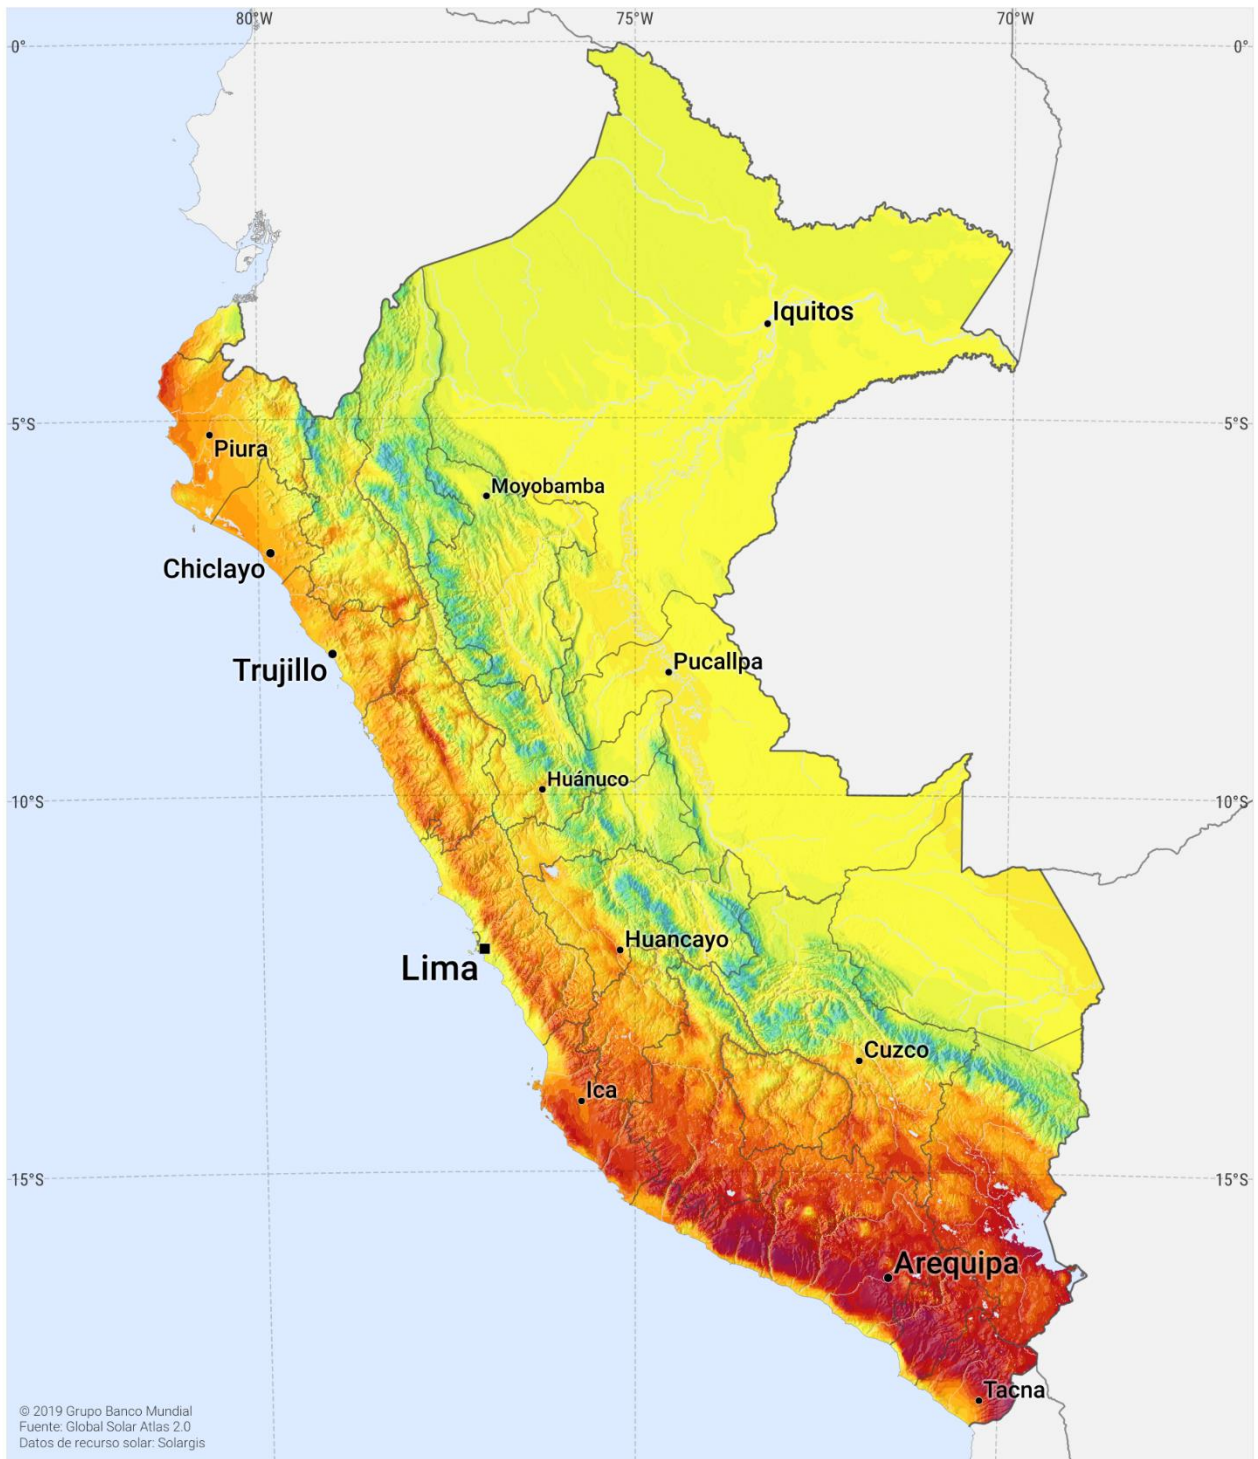 80°W
75°W
70°W
0°
0°
Iquitos
5°S
5°S
Piura
Moyobamba
Chiclayo
Trujillo
Pucallpa
Huánuco
10°S
10°S
Huancayo
Lima
Cuzco
Ica
15°S
15°S
Arequipa
Tacna
© 2019 Grupo Banco Mundial
Fuente: Global Solar Atlas 2.0
Datos de recurso solar: Solargis